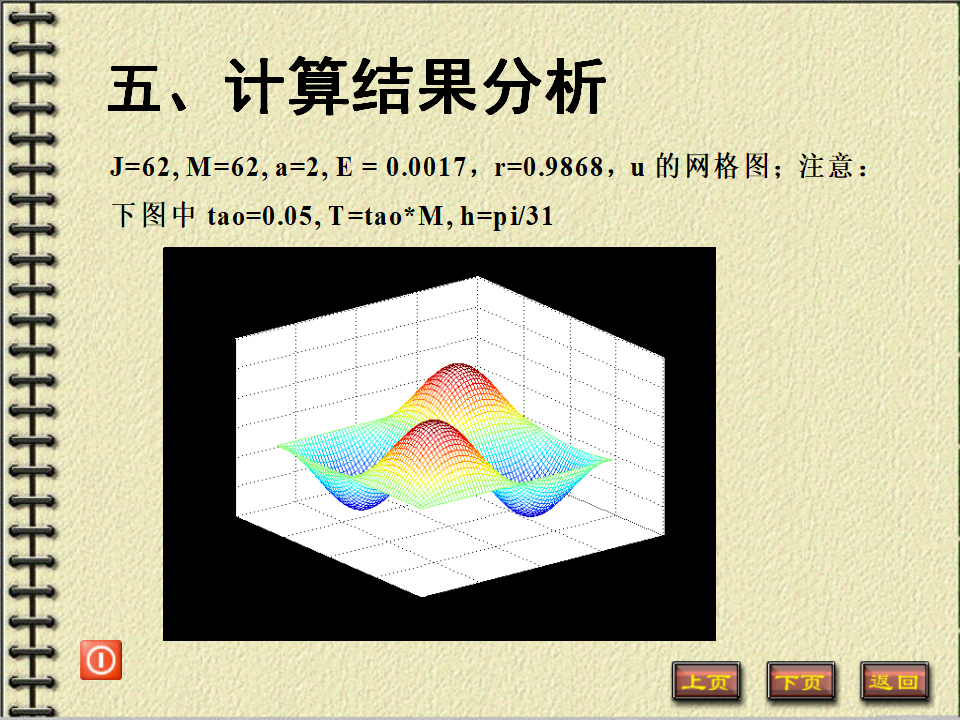 五、计算结果分析
J=62, M=62, a=2, E = 0.0017，r=0.9868，u 的网格图；注意：
下图中 tao=0.05, T=tao*M, h=pi/31
上页 下页 返回